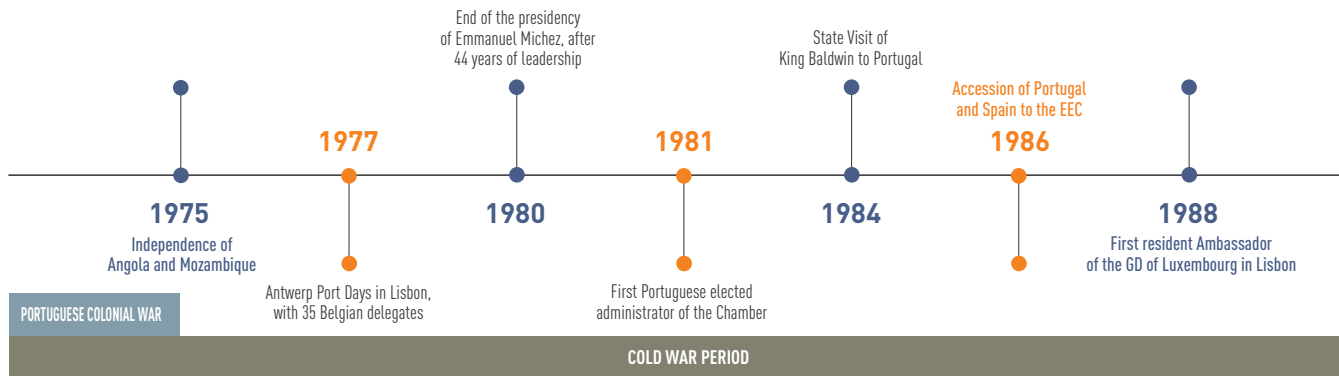 1975
Independence of
Angola and Mozambique
1977
Antwerp Port Days in Lisbon,
with 35 Belgian delegates
End of the presidency
of Emmanuel Michez, after
44 years of leadership
1980
1981
First Portuguese elected
administrator of the Chamber
State Visit of
King Baldwin to Portugal
1984
Accession of Portugal
and Spain to the EEC
1986
1988
First resident Ambassador
of the GD of Luxembourg in Lisbon
PORTUGUESE COLONIAL WAR
COLD WAR PERIOD